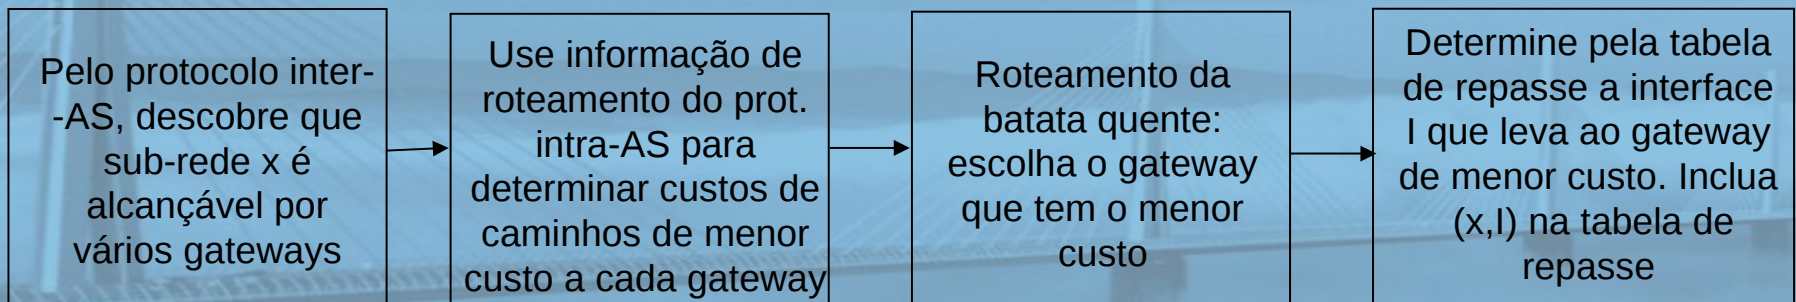 Pelo protocolo inter-
-AS, descobre que
sub-rede x é
alcançável por
vários gateways
Use informação de
roteamento do prot.
intra-AS para
determinar custos de
caminhos de menor
custo a cada gateway
Roteamento da
batata quente:
escolha o gateway
que tem o menor
custo
Determine pela tabela
de repasse a interface
I que leva ao gateway
de menor custo. Inclua
(x,I) na tabela de
repasse